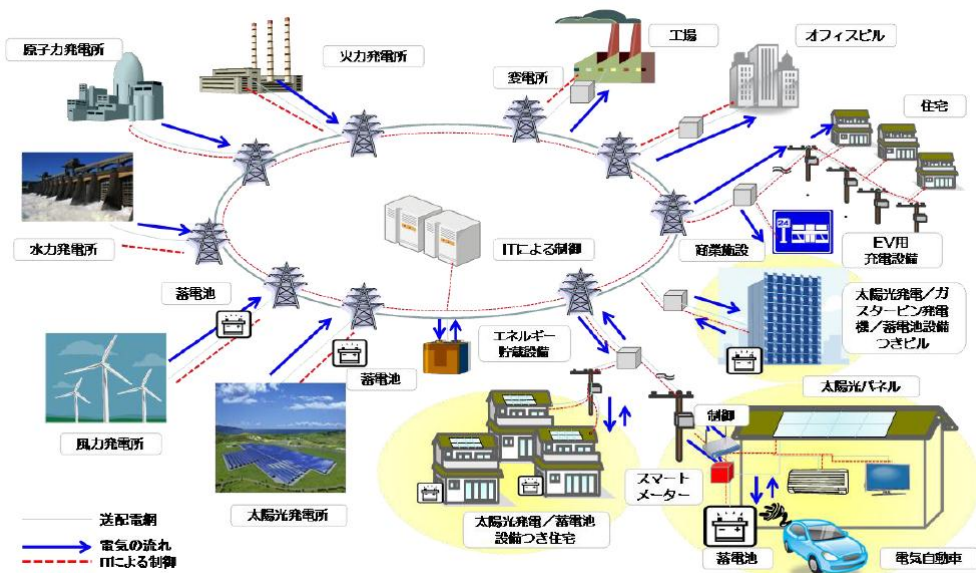 原子力発電所
火力発電所
工場
オフィスビル
変電所
住宅
水力発電所
ITによる制御
商業施設
24
EV用
充電設備
蓄電池
太陽光発電/ガ
スタービン発電
機/蓄電池設備
つきビル
エネルギー
貯蔵設備
蓄電池
太陽光パネル
風力発電所
制御
スマート
メーター
太陽光発電所
太陽光発電/蓄電池
設備つき住宅
蓄電池
電気自動車
送配電網
電気の流れ
ITによる制御